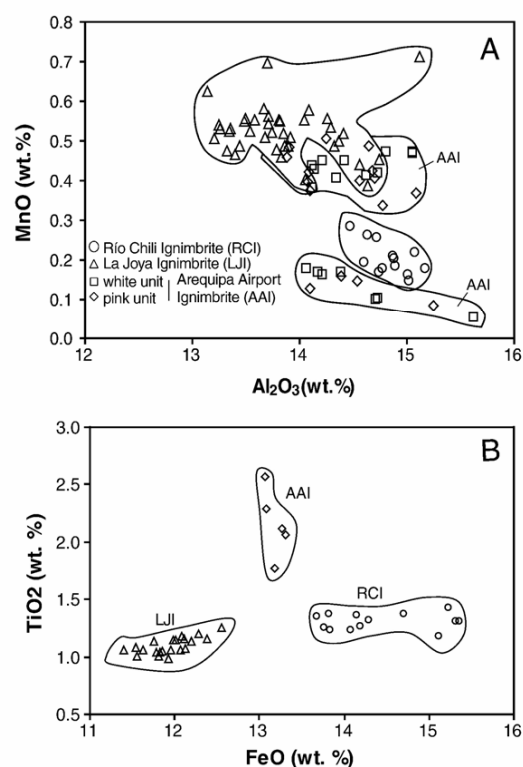 A
0.8
0.7
0.6
0.5
0.4
0.3
0.2
0.1
0.0
MnO (wt.%)
AAI
Río Chili Ignimbrite (RCI)
La Joya Ignimbrite (LJI)
white unit
pink unit
Arequipa Airport
Ignimbrite (AAI)
AAI
12 13 14 15 16
Al₂O₃(wt.%)
B
3.0
2.5
2.0
1.5
1.0
0.5
TiO2 (wt. %)
AAI
RCI
LJI
11 12 13 14 15 16
FeO (wt. %)